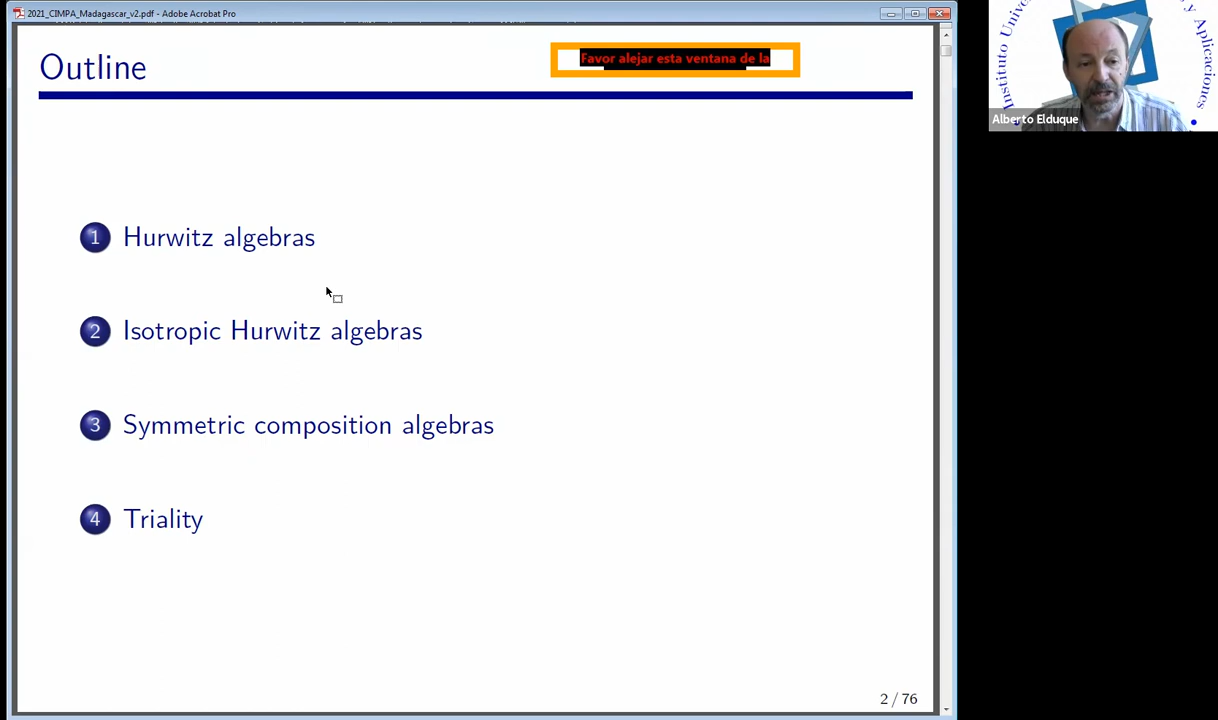 2021_CIMPA_Madagascar_v2.pdf - Adobe Acrobat Pro
Outline
Favor alejar esta ventana de la
1 Hurwitz algebras
2 Isotropic Hurwitz algebras
3 Symmetric composition algebras
4 Triality
2 / 76
Instituto Univer
y Aplicaciones
Alberto Elduque